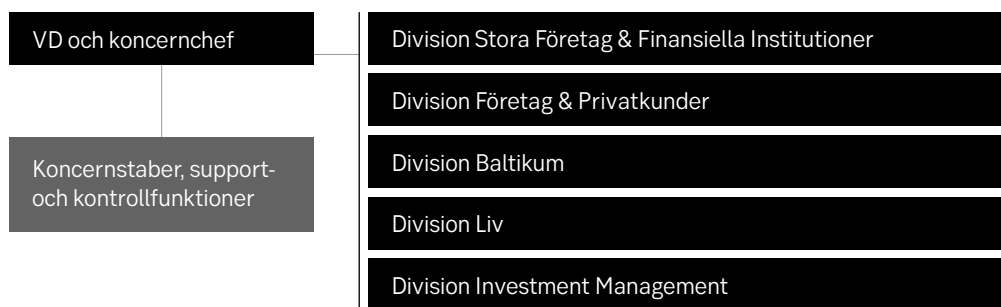 VD och koncernchef
Koncernstaber, support-
och kontrollfunktioner
Division Stora Företag & Finansiella Institutioner
Division Företag & Privatkunder
Division Baltikum
Division Liv
Division Investment Management